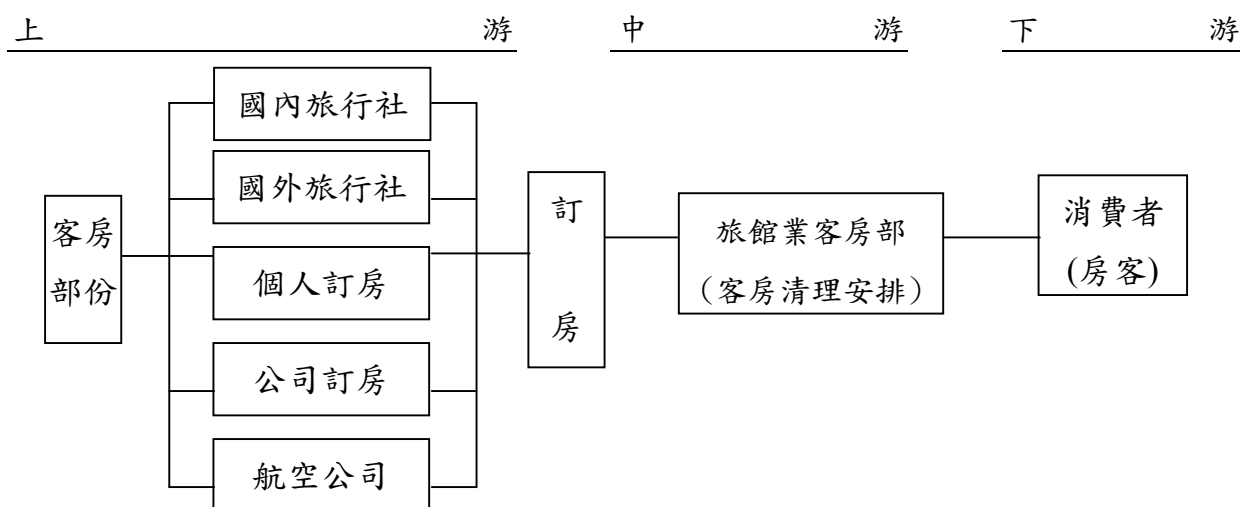 上游
中游
下游
客房
部份
國內旅行社
國外旅行社
個人訂房
公司訂房
航空公司
訂
房
旅館業客房部
（客房清理安排）
消費者
(房客)